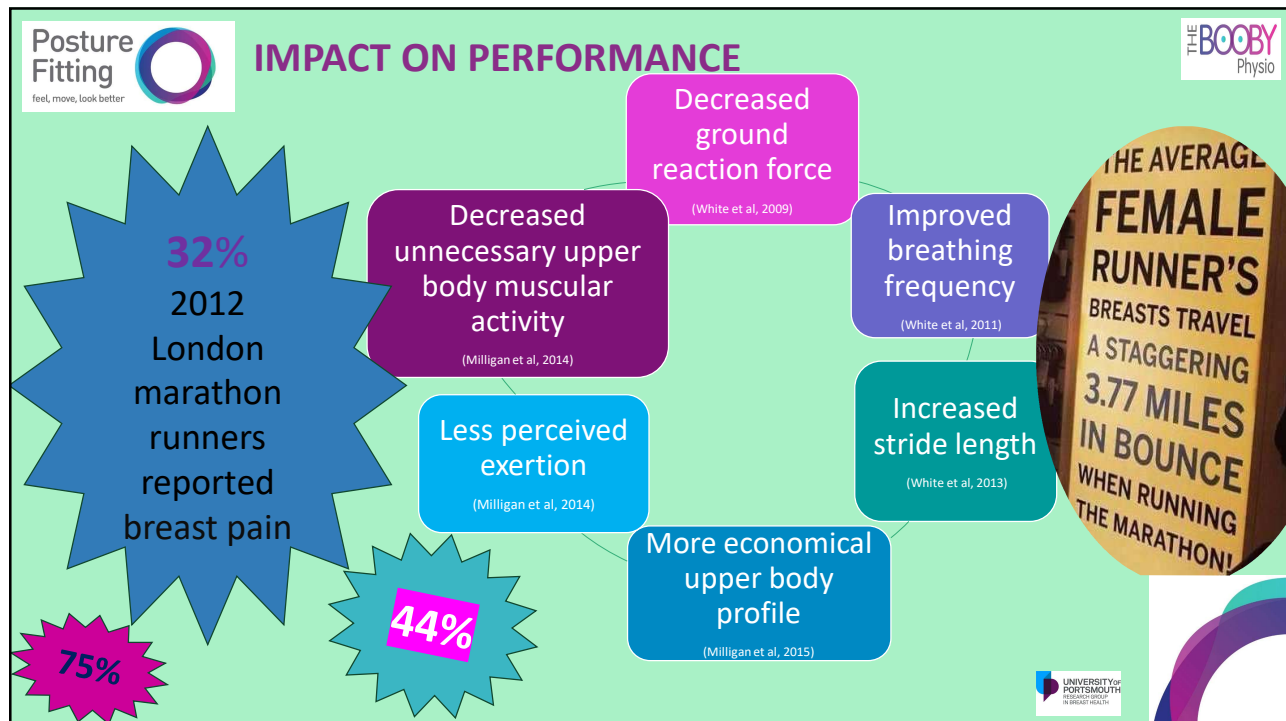 Posture
Fitting
feel, move, look better
IMPACT ON PERFORMANCE
THE BOOBY
Physio
Decreased
ground
reaction force
(White et al, 2009)
Improved
breathing
frequency
(White et al, 2011)
Increased
stride length
(White et al, 2013)
More economical
upper body
profile
(Milligan et al, 2015)
Less perceived
exertion
(Milligan et al, 2014)
Decreased
unnecessary upper
body muscular
activity
(Milligan et al, 2014)
32%
2012
London
marathon
runners
reported
breast pain
75%
44%
THE AVERAGE
FEMALE
RUNNER'S
BREASTS TRAVEL
A STAGGERING
3.77 MILES
IN BOUNCE
WHEN RUNNING
THE MARATHON!
UNIVERSITY OF
PORTSMOUTH
RESEARCH GROUP
IN BREAST HEALTH